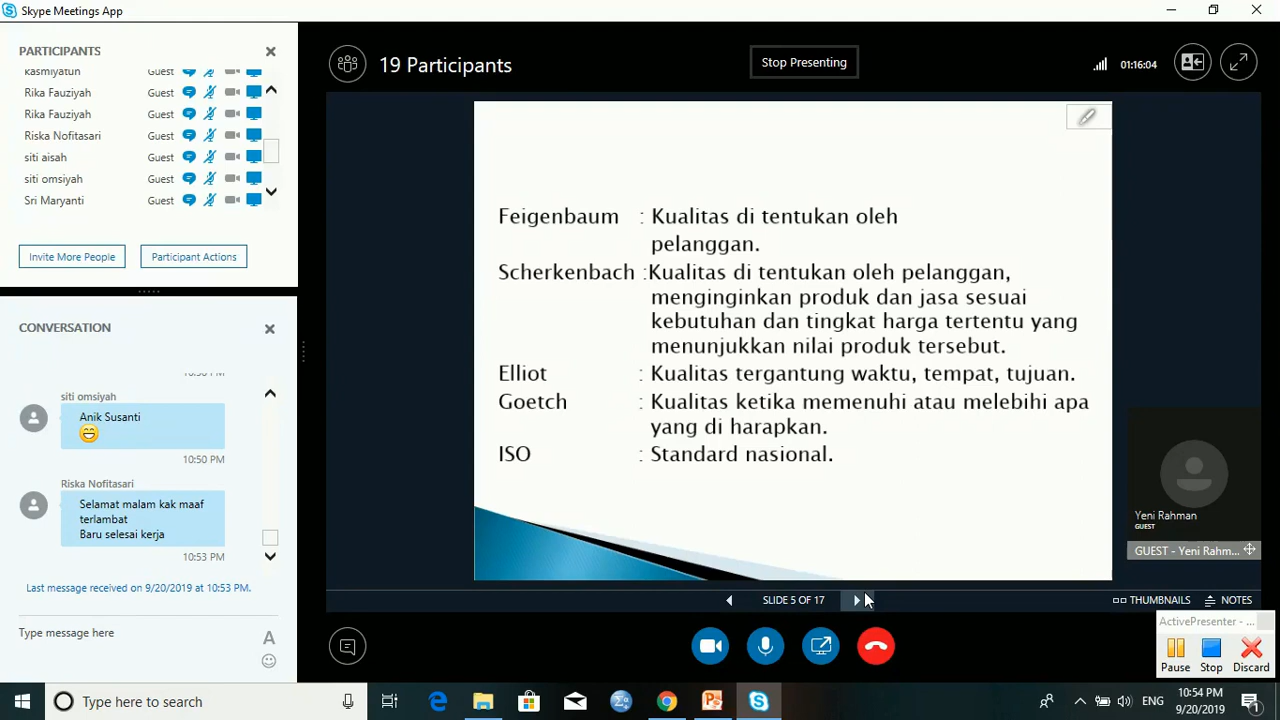 Skype Meetings App
PARTICIPANTS
kasmiyatun Guest
Rika Fauziyah Guest
Rika Fauziyah Guest
Riska Nofitasari Guest
siti aisah Guest
siti omsiyah Guest
Sri Maryanti Guest
Invite More People
Participant Actions
CONVERSATION
siti omsiyah
Anik Susanti
10:50 PM
Riska Nofitasari
Selamat malam kak maaf
terlambat
Baru selesai kerja
10:53 PM
Last message received on 9/20/2019 at 10:53 PM.
Type message here
A
19 Participants
Stop Presenting
01:16:04
Feigenbaum : Kualitas di tentukan oleh
pelanggan.
Scherkenbach :Kualitas di tentukan oleh pelanggan,
menginginkan produk dan jasa sesuai
kebutuhan dan tingkat harga tertentu yang
menunjukkan nilai produk tersebut.
Elliot : Kualitas tergantung waktu, tempat, tujuan.
Goetch : Kualitas ketika memenuhi atau melebihi apa
yang di harapkan.
ISO : Standard nasional.
Yeni Rahman
GUEST
GUEST - Yeni Rahm...
SLIDE 5 OF 17
THUMBNAILS
NOTES
ActivePresenter - ...
Pause
Stop
Discard
Type here to search
ENG
10:54 PM
9/20/2019
1